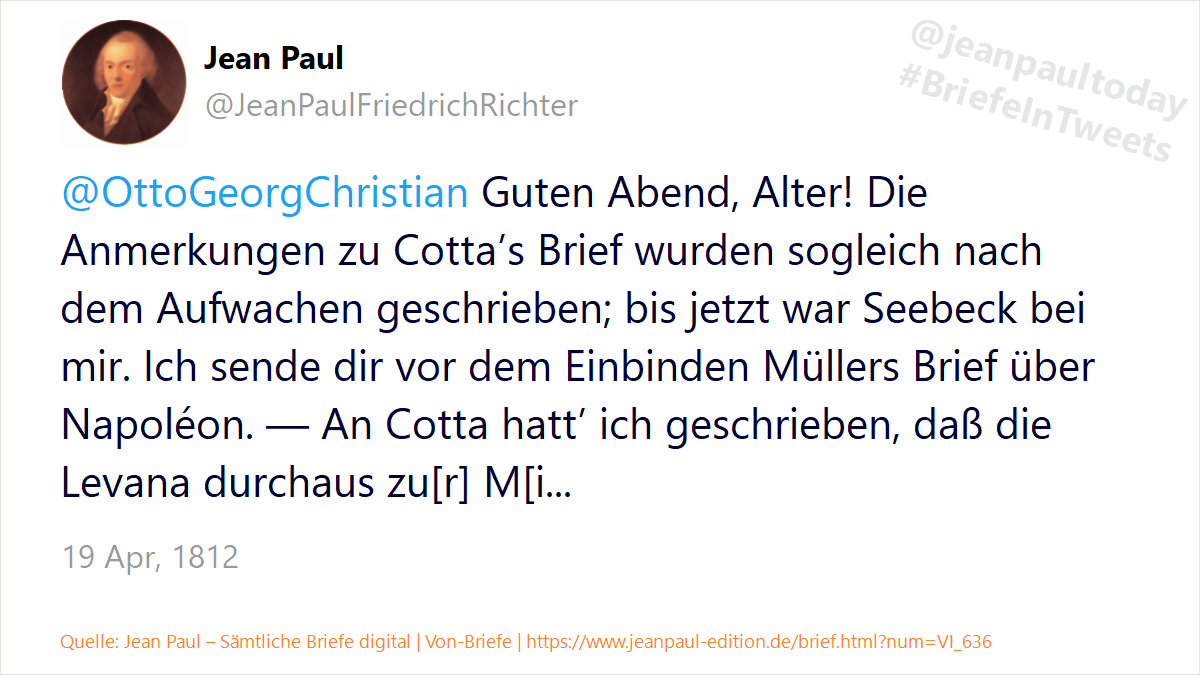 Jean Paul
@JeanPaulFriedrichRichter
@jeanpaultoday
#BriefeInTweets
@OttoGeorgChristian Guten Abend, Alter! Die
Anmerkungen zu Cotta’s Brief wurden sogleich nach
dem Aufwachen geschrieben; bis jetzt war Seebeck bei
mir. Ich sende dir vor dem Einbinden Müllers Brief über
Napoléon. — An Cotta hatt’ ich geschrieben, daß die
Levana durchaus zu[r] M[i...
19 Apr, 1812
Quelle: Jean Paul – Sämtliche Briefe digital | Von-Briefe | https://www.jeanpaul-edition.de/brief.html?num=VI_636